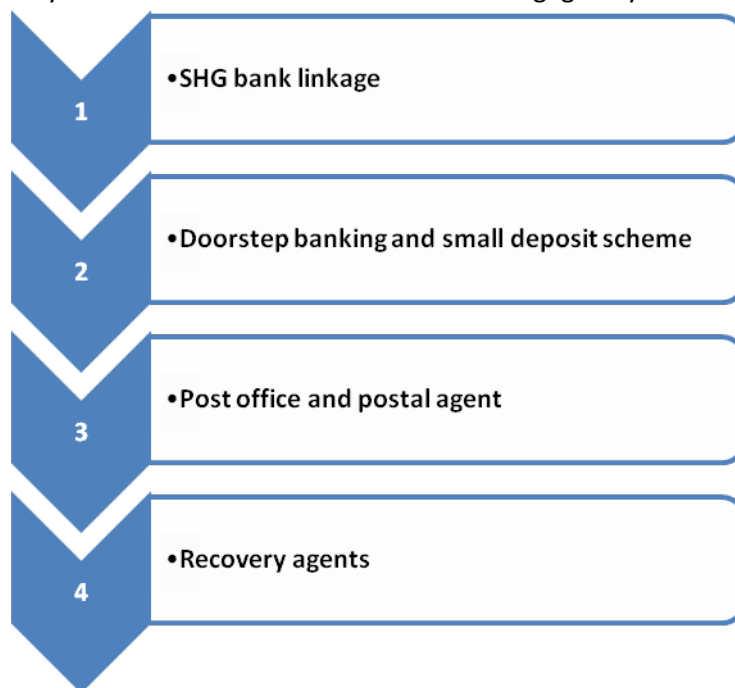 1
•SHG bank linkage
2
•Doorstep banking and small deposit scheme
3
•Post office and postal agent
4
•Recovery agents